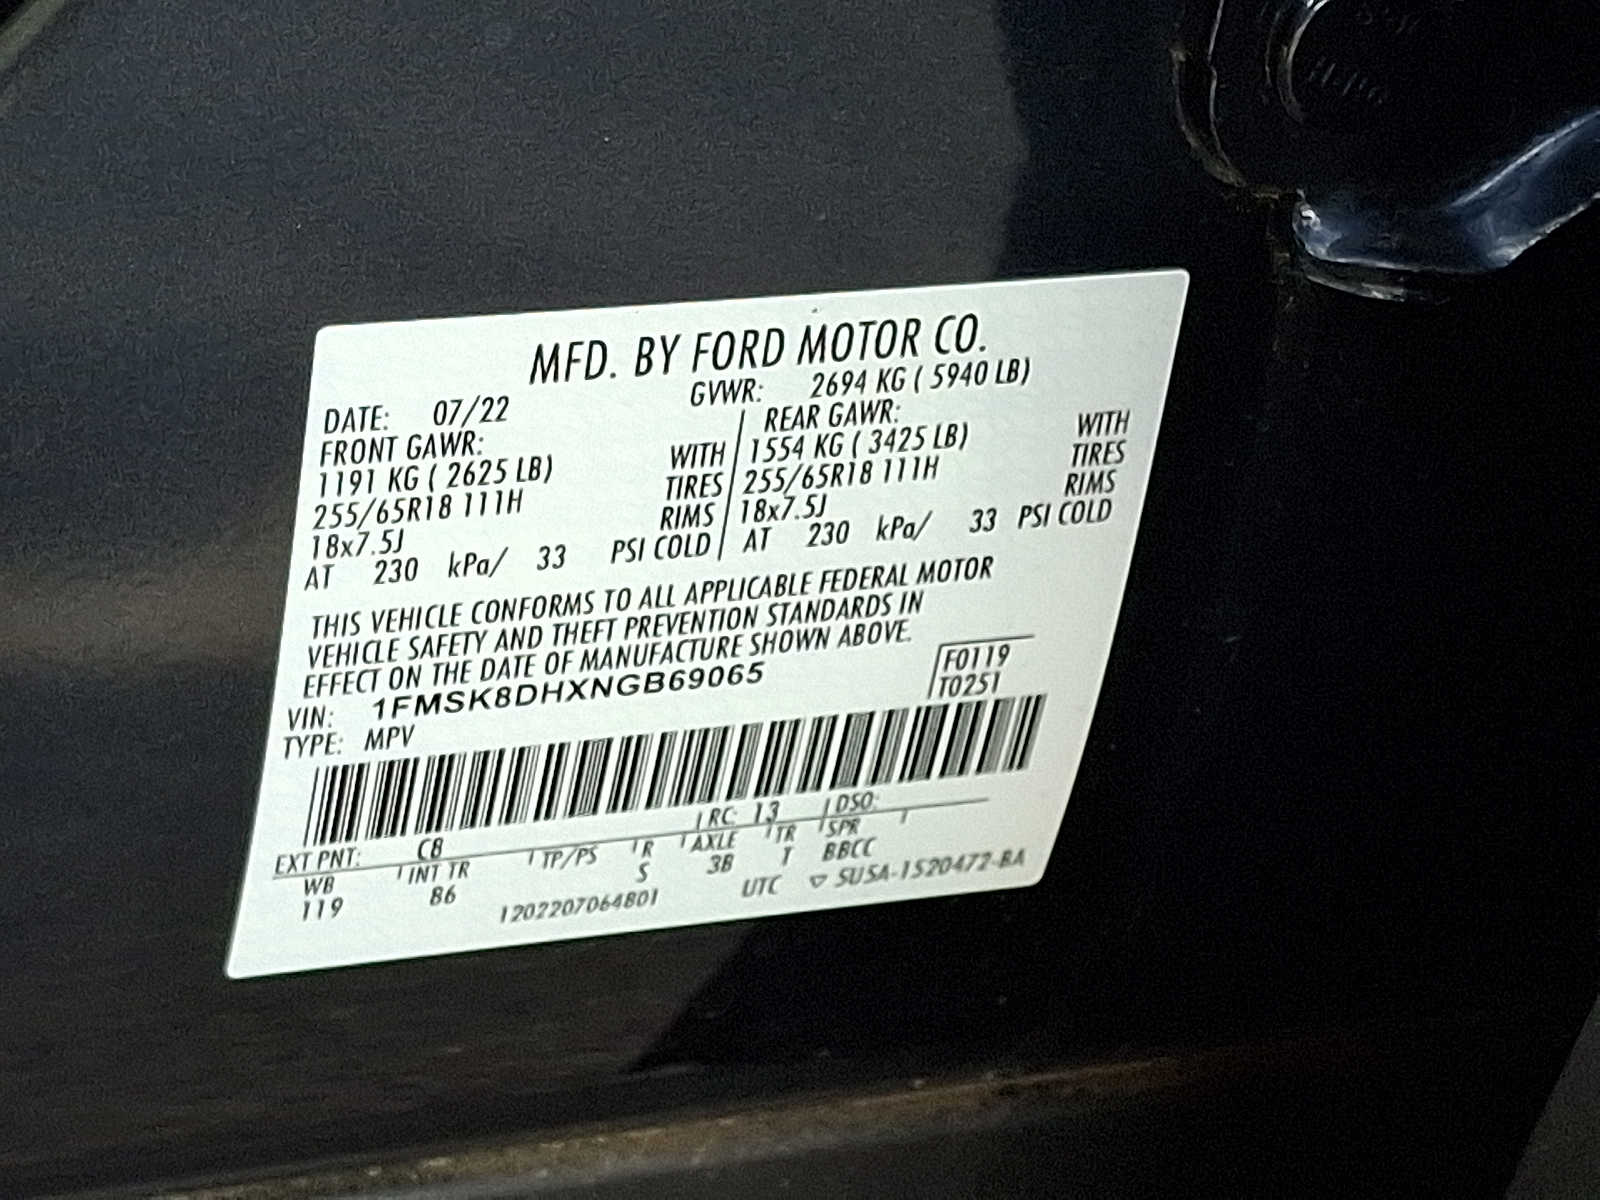 MFD. BY FORD MOTOR CO.
DATE: 07/22 GVWR: 2694 KG ( 5940 LB)
FRONT GAWR: REAR GAWR:
1191 KG ( 2625 LB) WITH 1554 KG ( 3425 LB) WITH
255/65R18 111H TIRES 255/65R18 111H TIRES
18x7.5J RIMS 18x7.5J RIMS
AT 230 kPa/ 33 PSI COLD AT 230 kPa/ 33 PSI COLD
THIS VEHICLE CONFORMS TO ALL APPLICABLE FEDERAL MOTOR
VEHICLE SAFETY AND THEFT PREVENTION STANDARDS IN
EFFECT ON THE DATE OF MANUFACTURE SHOWN ABOVE.
VIN: 1FMSK8DHXNGB69065 F0119
TYPE: MPV T0251
EXT PNT: C8 RC: 13 DSO:
WB INT TR TP/PS R AXLE TR SPR
119 86 S 3B T BBCC
1202207064801 UTC ▽ SU5A-1520472-BA